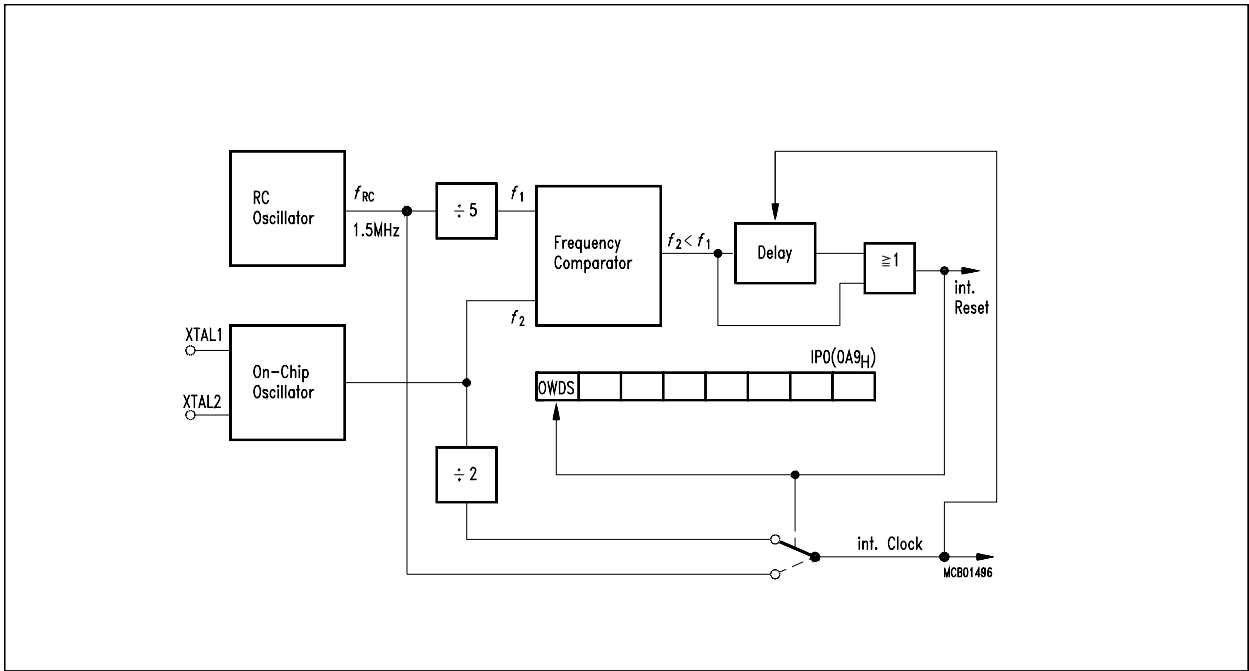 RC
Oscillator
fRC
1.5MHz
÷ 5
f1
Frequency
Comparator
f2 < f1
Delay
≧1
int.
Reset
f2
XTAL1
On-Chip
Oscillator
XTAL2
IP0(0A9H)
OWDS
÷ 2
int. Clock
MCB01496